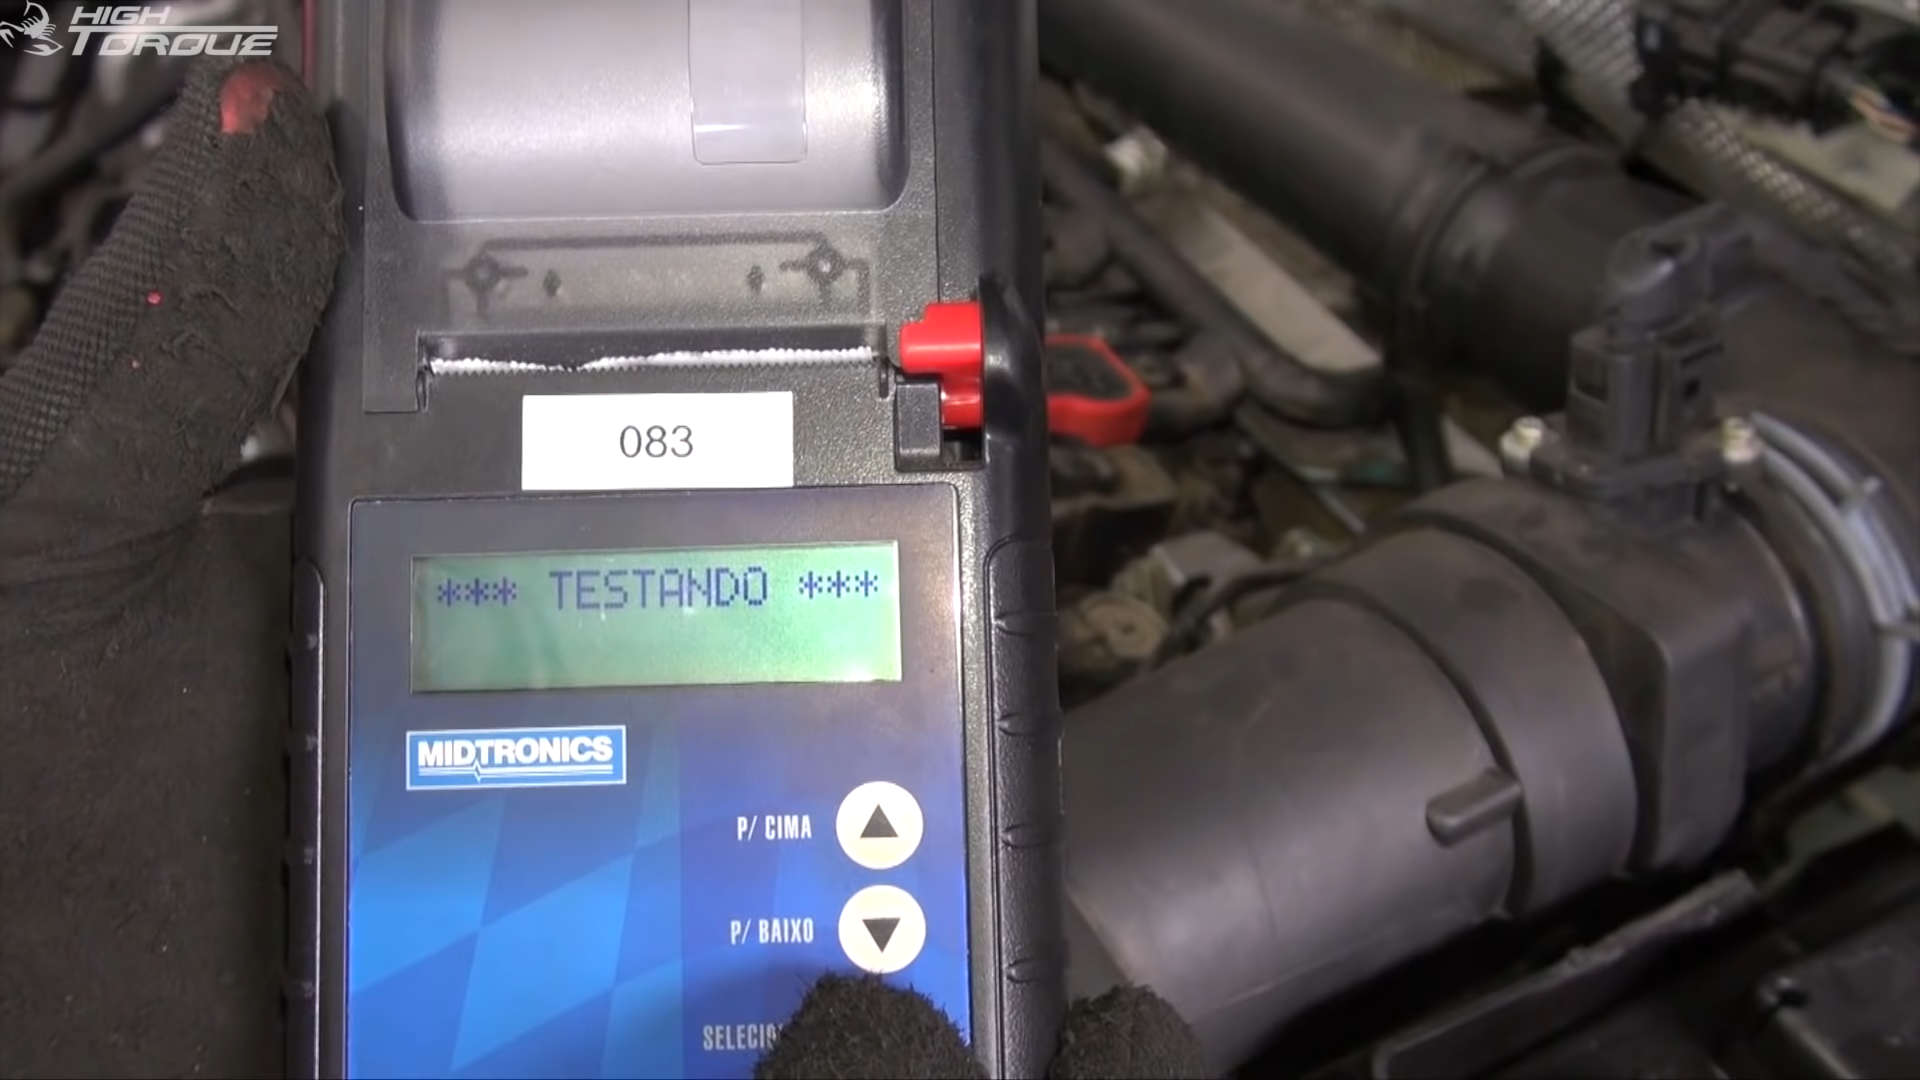 HIGH
TORQUE
083
*** TESTANDO ***
MIDTRONICS
P/ CIMA
P/ BAIXO